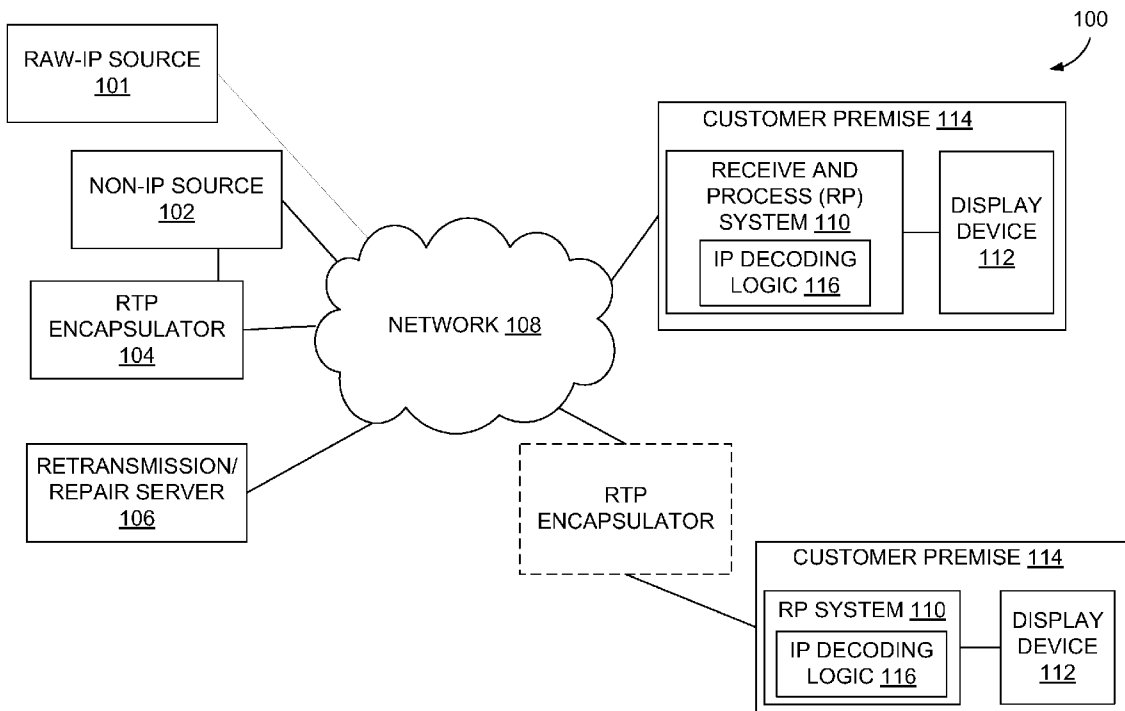 100
RAW-IP SOURCE
101
NON-IP SOURCE
102
RTP
ENCAPSULATOR
104
RETRANSMISSION/
REPAIR SERVER
106
NETWORK 108
CUSTOMER PREMISE 114
RECEIVE AND
PROCESS (RP)
SYSTEM 110
IP DECODING
LOGIC 116
DISPLAY
DEVICE
112
RTP
ENCAPSULATOR
CUSTOMER PREMISE 114
RP SYSTEM 110
IP DECODING
LOGIC 116
DISPLAY
DEVICE
112